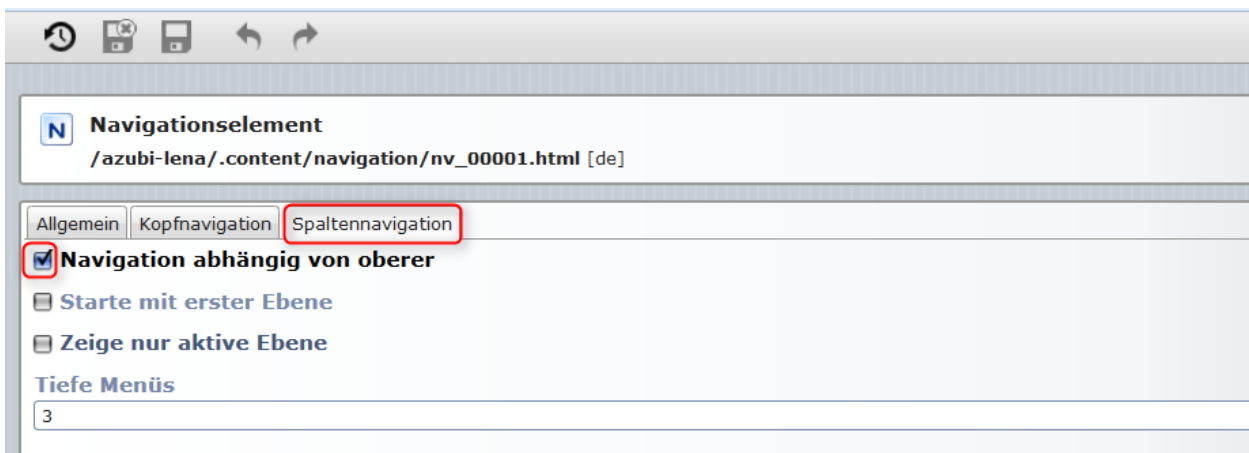 Navigationselement
/azubi-lena/.content/navigation/nv_00001.html [de]
Allgemein Kopfnavigation Spaltennavigation
Navigation abhängig von oberer
Starte mit erster Ebene
Zeige nur aktive Ebene
Tiefe Menüs
3